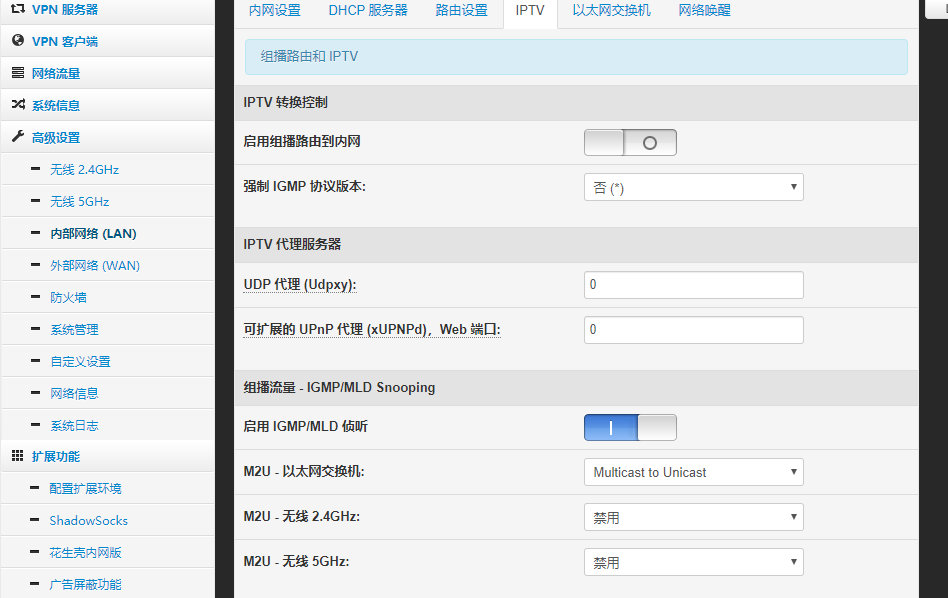 VPN 服务器
VPN 客户端
网络流量
系统信息
高级设置
无线 2.4GHz
无线 5GHz
内部网络 (LAN)
外部网络 (WAN)
防火墙
系统管理
自定义设置
网络信息
系统日志
扩展功能
配置扩展环境
ShadowSocks
花生壳内网版
广告屏蔽功能
内网设置 DHCP 服务器 路由设置 IPTV 以太网交换机 网络唤醒
组播路由和 IPTV
IPTV 转换控制
启用组播路由到内网
强制 IGMP 协议版本: 否 (*)
IPTV 代理服务器
UDP 代理 (Udpxy): 0
可扩展的 UPnP 代理 (xUPNPd)，Web 端口: 0
组播流量 - IGMP/MLD Snooping
启用 IGMP/MLD 侦听
M2U - 以太网交换机: Multicast to Unicast
M2U - 无线 2.4GHz: 禁用
M2U - 无线 5GHz: 禁用